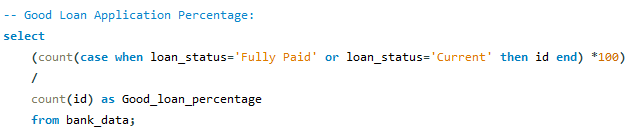 -- Good Loan Application Percentage:
select
(count(case when loan_status='Fully Paid' or loan_status='Current' then id end) *100)
/
count(id) as Good_loan_percentage
from bank_data;